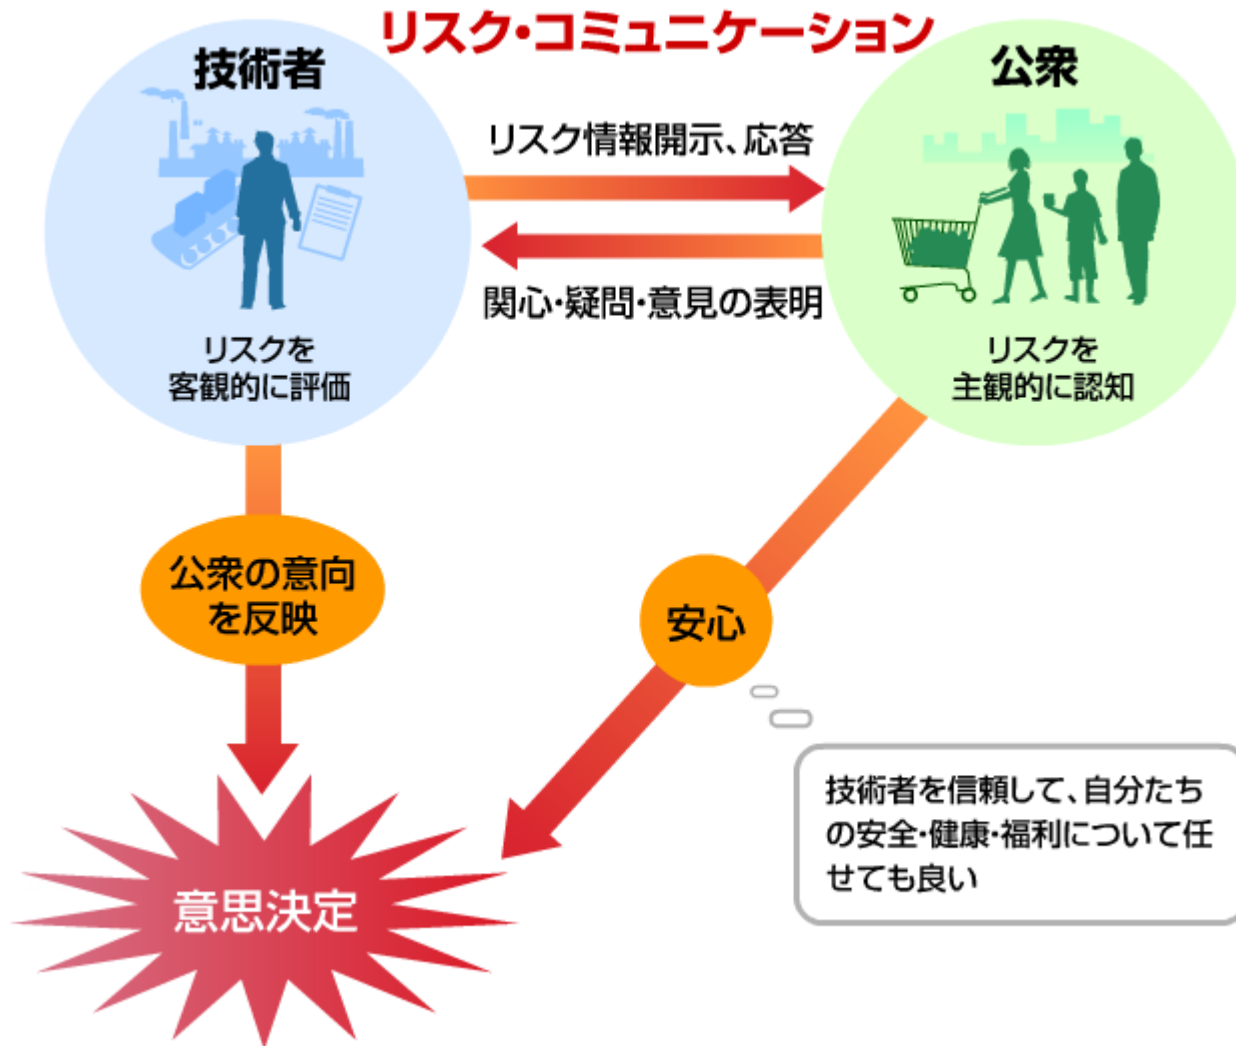 リスク・コミュニケーション
技術者
公衆
リスク情報開示、応答
関心・疑問・意見の表明
リスクを
客観的に評価
リスクを
主観的に認知
公衆の意向
を反映
安心
技術者を信頼して、自分たち
の安全・健康・福利について任
せても良い
意思決定